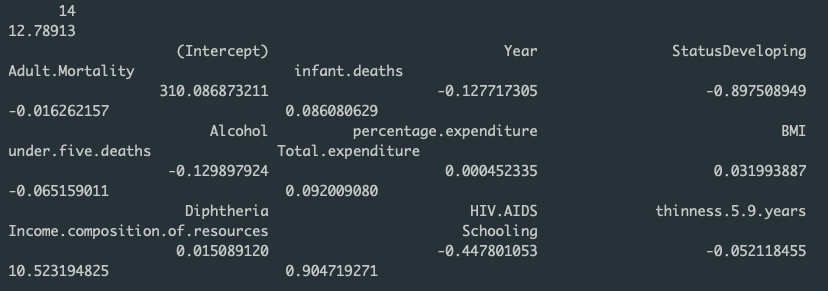 14
12.78913
(Intercept) Year StatusDeveloping
Adult.Mortality infant.deaths
310.086873211 -0.127717305 -0.897508949
-0.016262157 0.086080629
Alcohol percentage.expenditure BMI
under.five.deaths Total.expenditure
-0.129897924 0.000452335 0.031993887
-0.065159011 0.092009080
Diphtheria HIV.AIDS thinness.5.9.years
Income.composition.of.resources Schooling
0.015089120 -0.447801053 -0.052118455
10.523194825 0.904719271